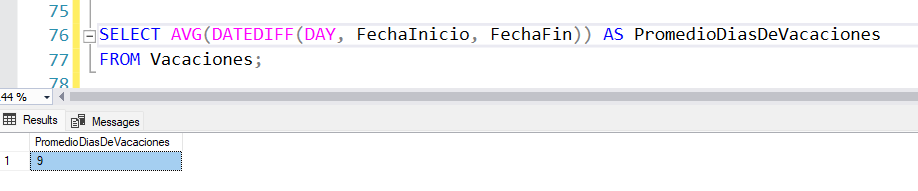 75
76 SELECT AVG(DATEDIFF(DAY, FechaInicio, FechaFin)) AS PromedioDiasDeVacaciones
77 FROM Vacaciones;
78
44 %
Results Messages
PromedioDiasDeVacaciones
1 9